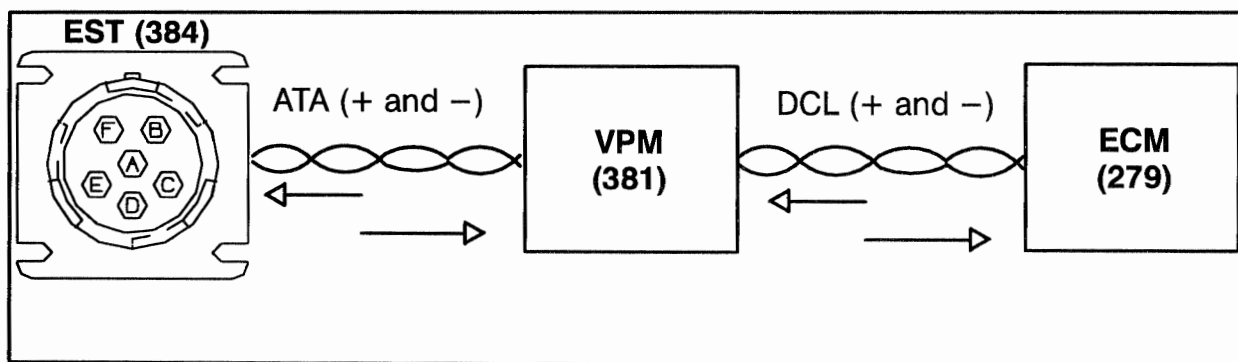 EST (384)
ATA (+ and −)
DCL (+ and −)
VPM
(381)
ECM
(279)
F
B
A
E
C
D